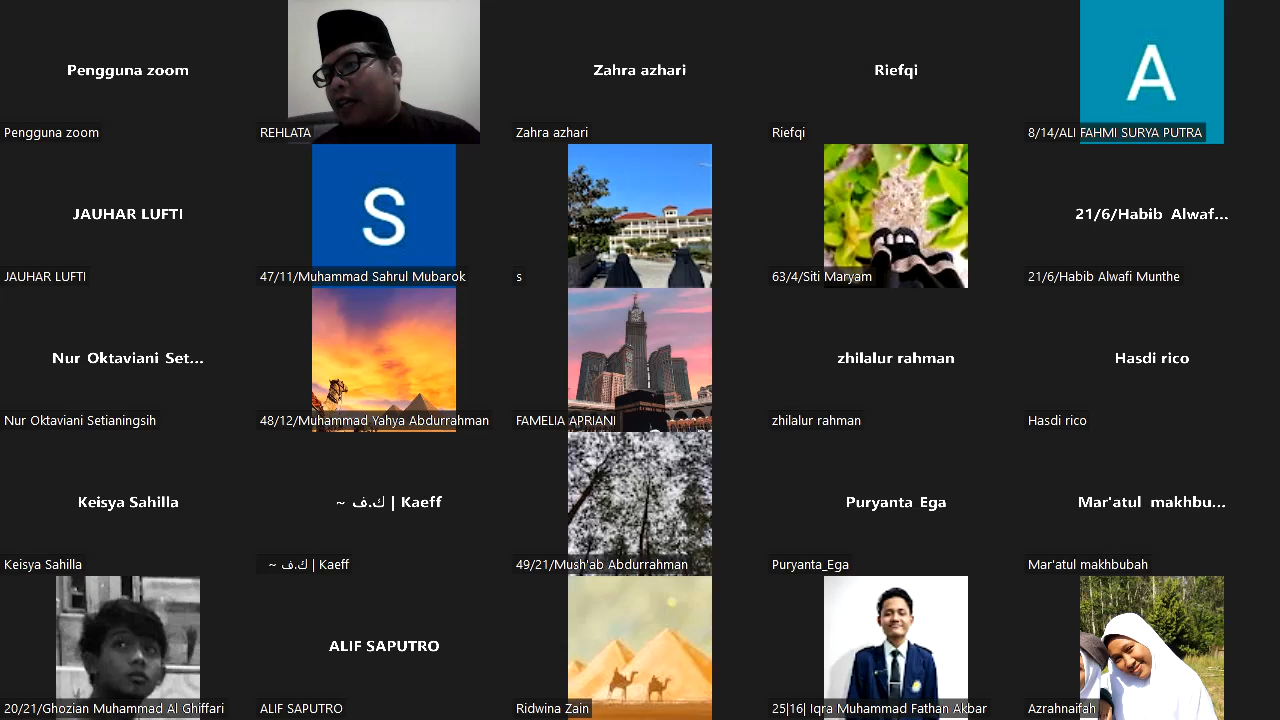 Pengguna zoom
Pengguna zoom
REHLATA
Zahra azhari
Zahra azhari
Riefqi
Riefqi
A
8/14/ALI FAHMI SURYA PUTRA
JAUHAR LUFTI
JAUHAR LUFTI
S
47/11/Muhammad Sahrul Mubarok
s
63/4/Siti Maryam
21/6/Habib Alwaf...
21/6/Habib Alwafi Munthe
Nur Oktaviani Set...
Nur Oktaviani Setianingsih
48/12/Muhammad Yahya Abdurrahman
FAMELIA APRIANI
zhilalur rahman
zhilalur rahman
Hasdi rico
Hasdi rico
Keisya Sahilla
Keisya Sahilla
~ ك.ف | Kaeff
~ ك.ف | Kaeff
49/21/Mush'ab Abdurrahman
Puryanta_Ega
Puryanta_Ega
Mar'atul makhbu...
Mar'atul makhbubah
20/21/Ghozian Muhammad Al Ghiffari
ALIF SAPUTRO
ALIF SAPUTRO
Ridwina Zain
25|16| Iqra Muhammad Fathan Akbar
Azrahnaifah